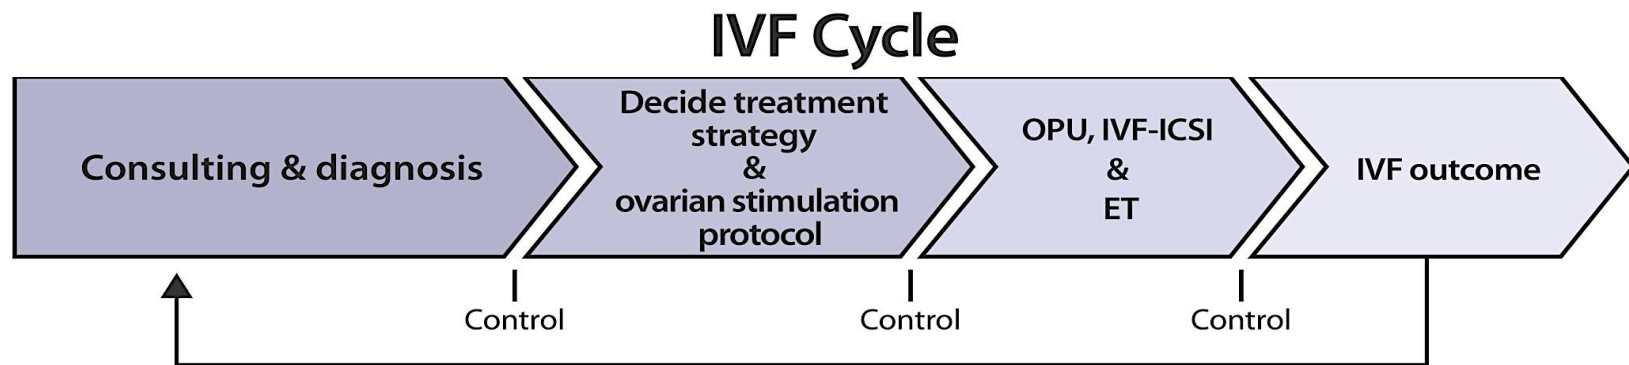 IVF Cycle
Consulting & diagnosis
Decide treatment
strategy
&
ovarian stimulation
protocol
OPU, IVF-ICSI
&
ET
IVF outcome
Control
Control
Control